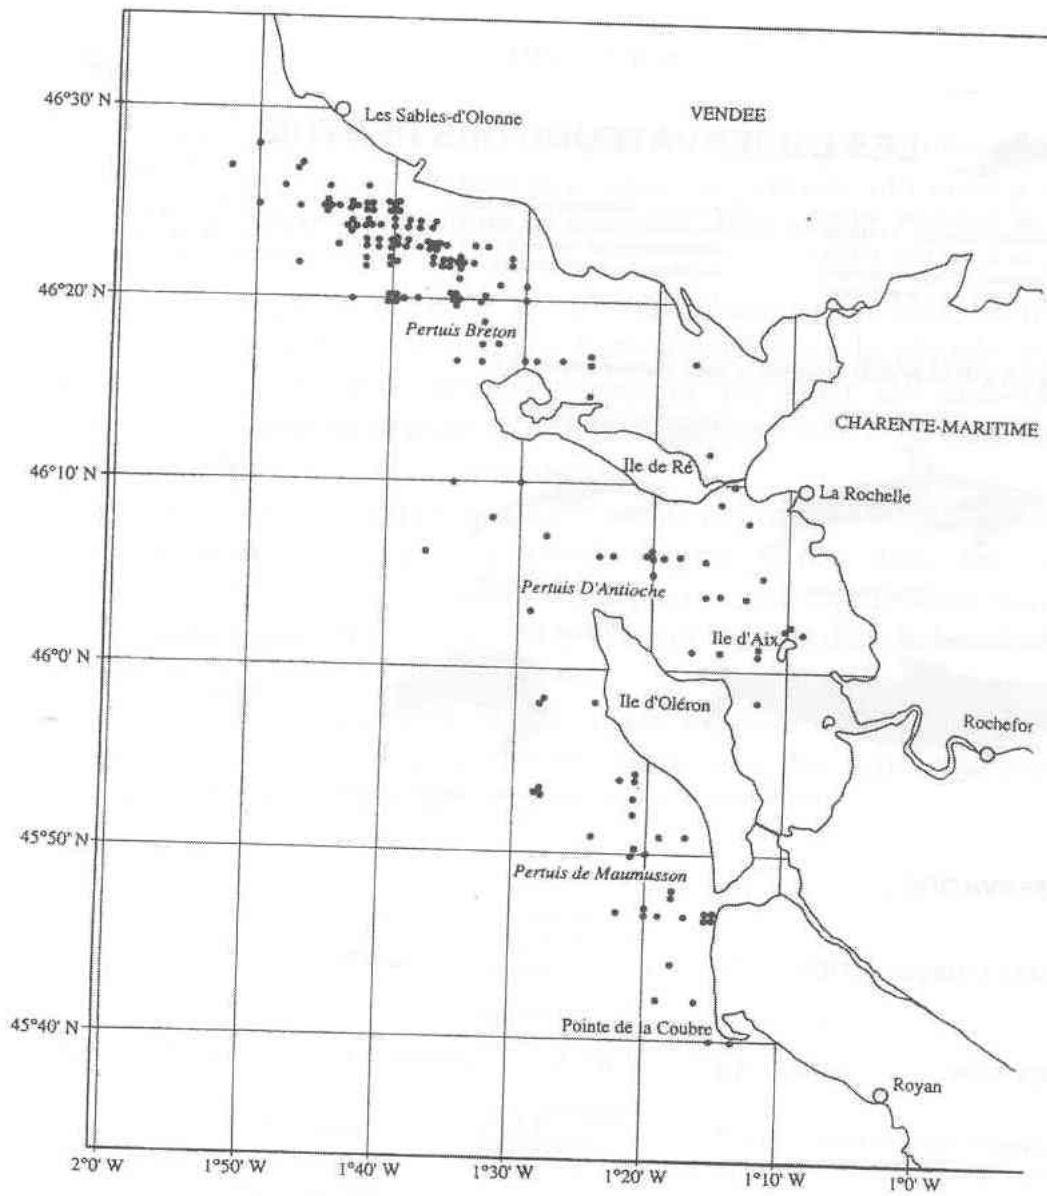 46°30' N
Les Sables-d'Olonne
VENDEE
46°20' N
Pertuis Breton
CHARENTE-MARITIME
46°10' N
Ile de Ré
La Rochelle
Pertuis D'Antioche
Ile d'Aix
46°0' N
Ile d'Oléron
Rochefor
45°50' N
Pertuis de Maumusson
45°40' N
Pointe de la Coubre
Royan
2°0' W
1°50' W
1°40' W
1°30' W
1°20' W
1°10' W
1°0' W